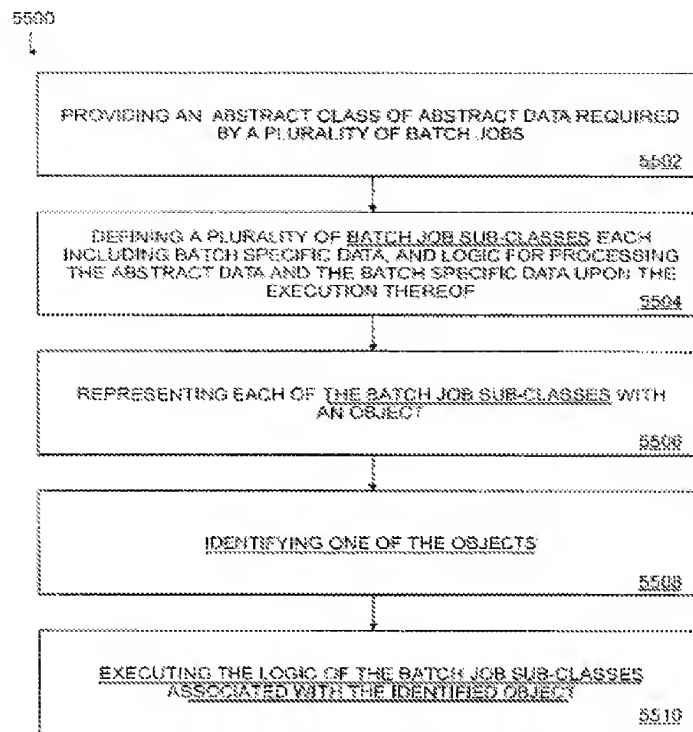 5500
PROVIDING AN ABSTRACT CLASS OF ABSTRACT DATA REQUIRED
BY A PLURALITY OF BATCH JOBS
5502
DEFINING A PLURALITY OF BATCH JOB SUB-CLASSES EACH
INCLUDING BATCH SPECIFIC DATA, AND LOGIC FOR PROCESSING
THE ABSTRACT DATA AND THE BATCH SPECIFIC DATA UPON THE
EXECUTION THEREOF
5504
REPRESENTING EACH OF THE BATCH JOB SUB-CLASSES WITH
AN OBJECT
5506
IDENTIFYING ONE OF THE OBJECTS
5508
EXECUTING THE LOGIC OF THE BATCH JOB SUB-CLASSES
ASSOCIATED WITH THE IDENTIFIED OBJECT
5510